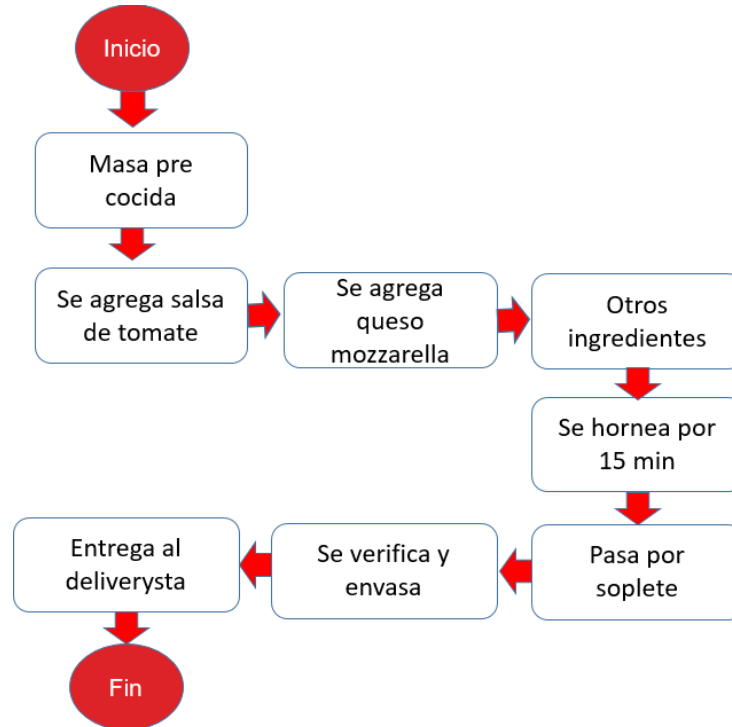 Inicio
Masa pre
cocida
Se agrega salsa
de tomate
Se agrega
queso
mozzarella
Otros
ingredientes
Se hornea por
15 min
Pasa por
soplete
Se verifica y
envasa
Entrega al
deliverysta
Fin